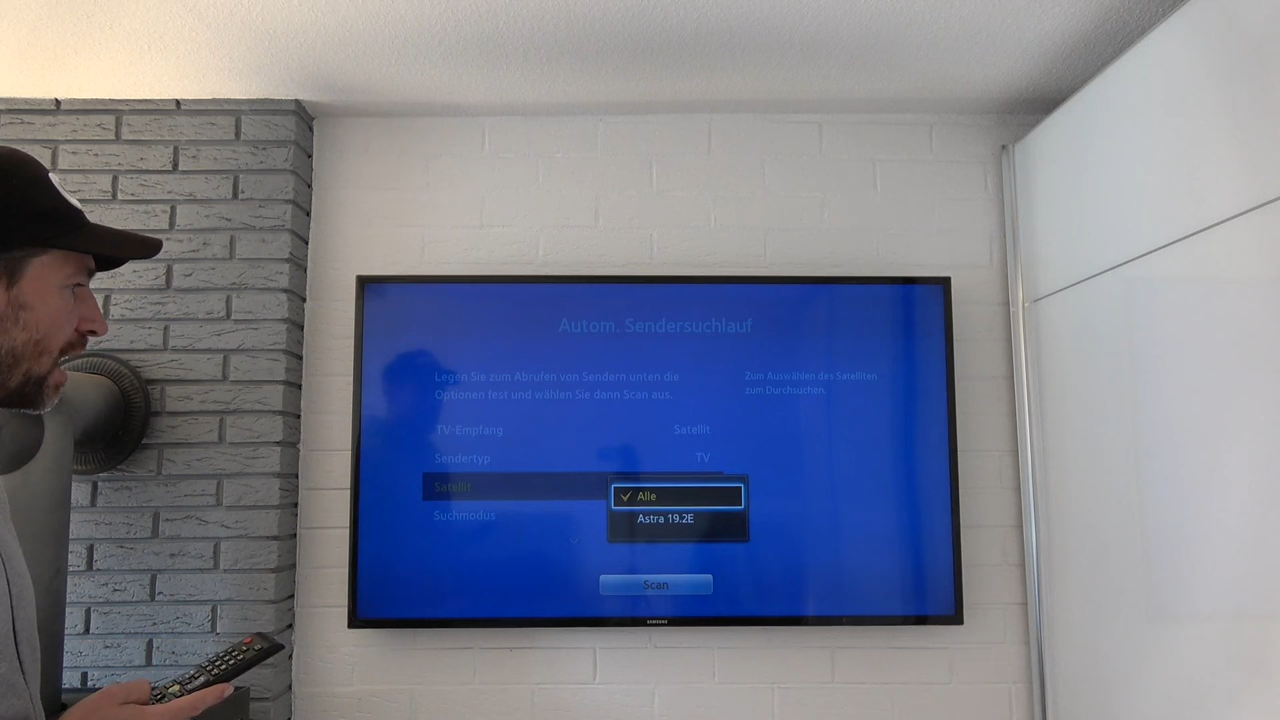 Autom. Sendersuchlauf
Legen Sie zum Abrufen von Sendern unten die
Optionen fest und wählen Sie dann Scan aus.
Zum Auswählen des Satelliten
zum Durchsuchen.
TV-Empfang Satellit
Sendertyp TV
Satellit
Alle
Astra 19.2E
Suchmodus
Scan
SAMSUNG